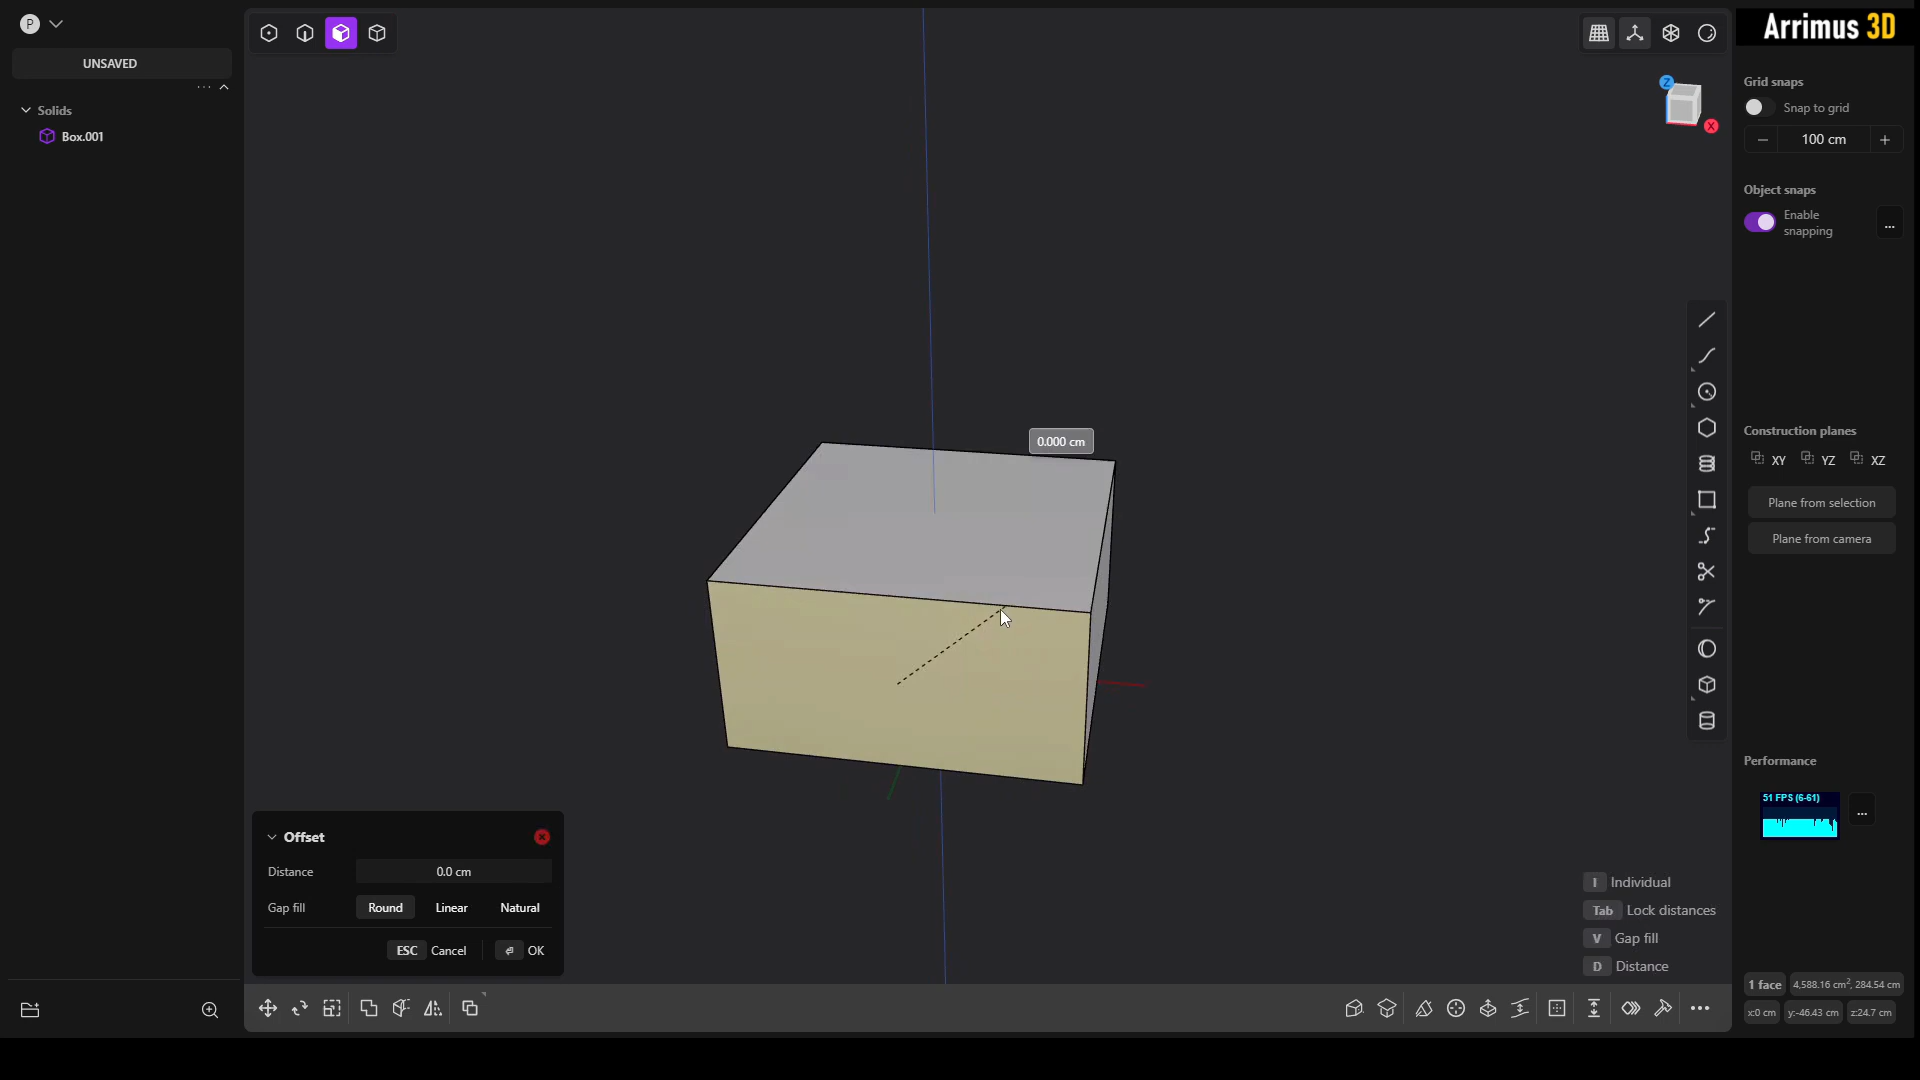 P
UNSAVED
Solids
Box.001
Arrimus 3D
Z
X
Grid snaps
Snap to grid
100 cm
Object snaps
Enable
snapping
...
0.000 cm
Construction planes
XY
YZ
XZ
Plane from selection
Plane from camera
Performance
51 FPS (6-61)
...
Offset
Distance
0.0 cm
Gap fill
Round
Linear
Natural
ESC
Cancel
OK
I Individual
Tab Lock distances
V Gap fill
D Distance
1 face
4,588.16 cm², 284.54 cm
x:0 cm
y:-46.43 cm
z:24.7 cm